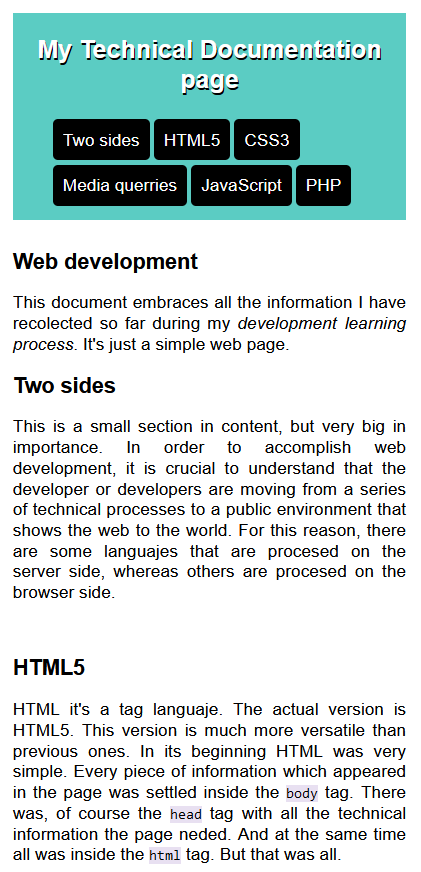 My Technical Documentation
page
Two sides HTML5 CSS3
Media querries JavaScript PHP
Web development
This document embraces all the information I have
recolected so far during my development learning
process. It's just a simple web page.
Two sides
This is a small section in content, but very big in
importance. In order to accomplish web
development, it is crucial to understand that the
developer or developers are moving from a series
of technical processes to a public environment that
shows the web to the world. For this reason, there
are some languajes that are procesed on the
server side, whereas others are procesed on the
browser side.
HTML5
HTML it's a tag languaje. The actual version is
HTML5. This version is much more versatile than
previous ones. In its beginning HTML was very
simple. Every piece of information which appeared
in the page was settled inside the body tag. There
was, of course the head tag with all the technical
information the page neded. And at the same time
all was inside the html tag. But that was all.